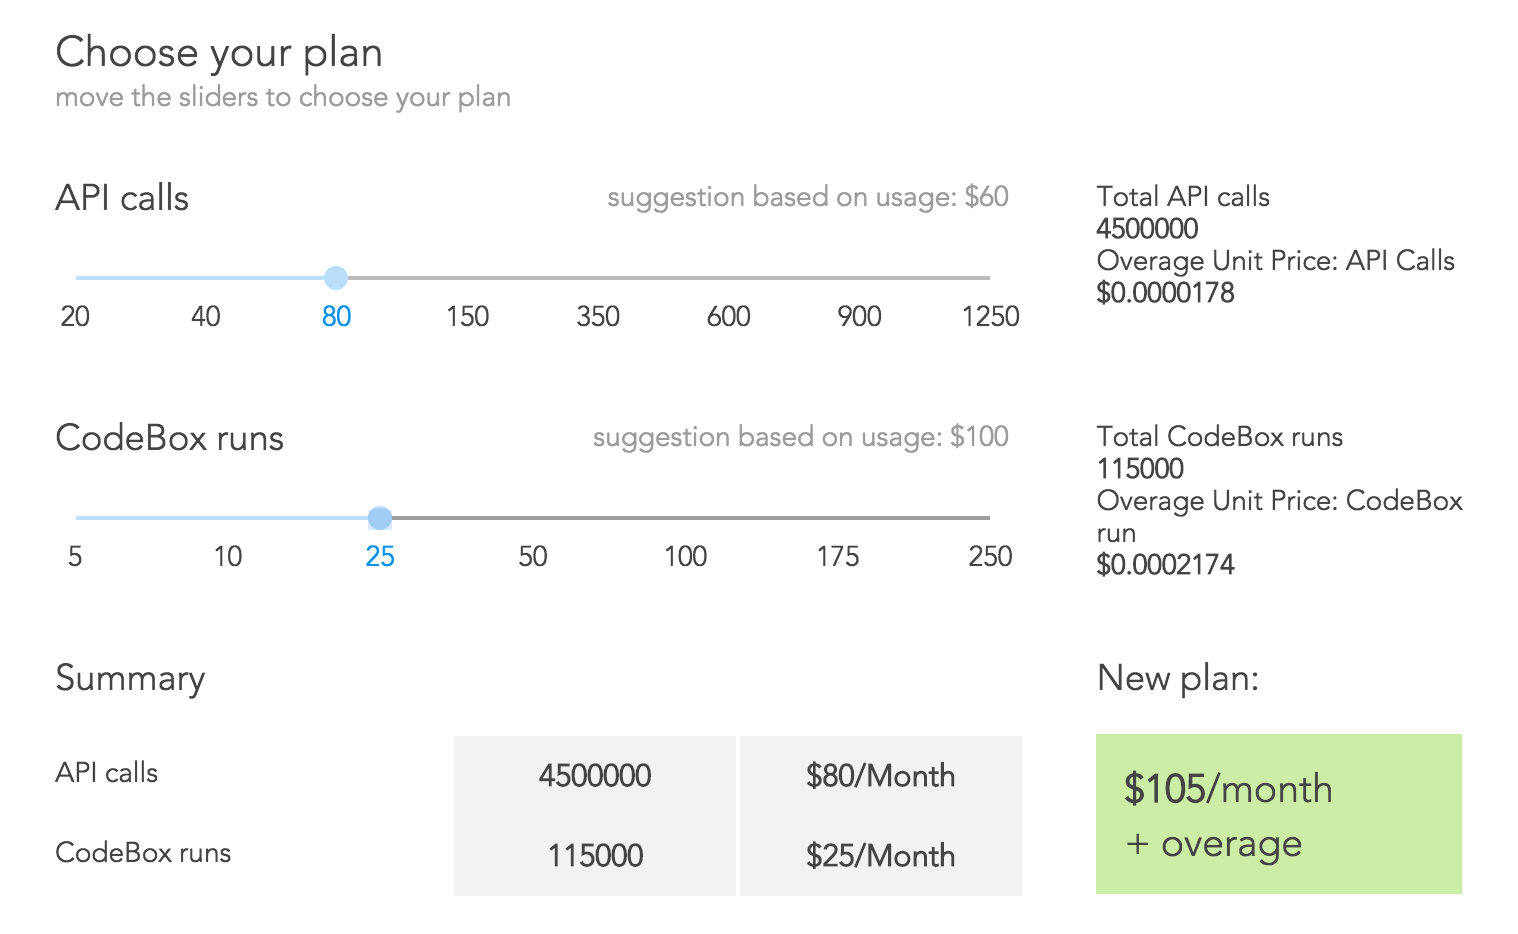 Choose your plan
move the sliders to choose your plan
API calls
suggestion based on usage: $60
20 40 80 150 350 600 900 1250
Total API calls
4500000
Overage Unit Price: API Calls
$0.0000178
CodeBox runs
suggestion based on usage: $100
5 10 25 50 100 175 250
Total CodeBox runs
115000
Overage Unit Price: CodeBox
run
$0.0002174
Summary
API calls 4500000 $80/Month
CodeBox runs 115000 $25/Month
New plan:
$105/month
+ overage